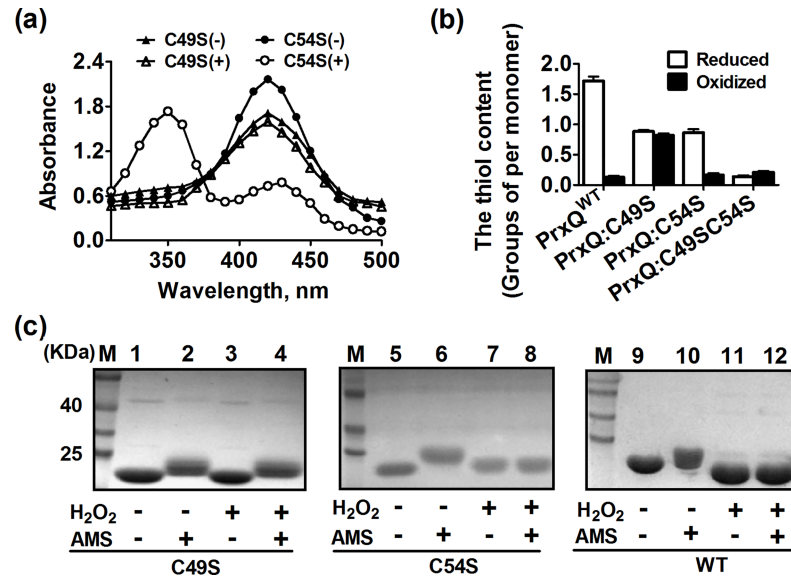 (a)
C49S(-) C54S(-)
C49S(+) C54S(+)
2.4
1.8
1.2
0.6
0.0
Absorbance
350 400 450 500
Wavelength, nm
(b)
Reduced
Oxidized
2.0
1.5
1.0
0.5
0.0
The thiol content
(Groups of per monomer)
PrxQWT
PrxQ:C49S
PrxQ:C54S
PrxQ:C49SC54S
(c)
(KDa) M 1 2 3 4 M 5 6 7 8 M 9 10 11 12
40
25
H2O2 - - + + H2O2 - - + + H2O2 - - + +
AMS - + - + AMS - + - + AMS - + - +
C49S C54S WT